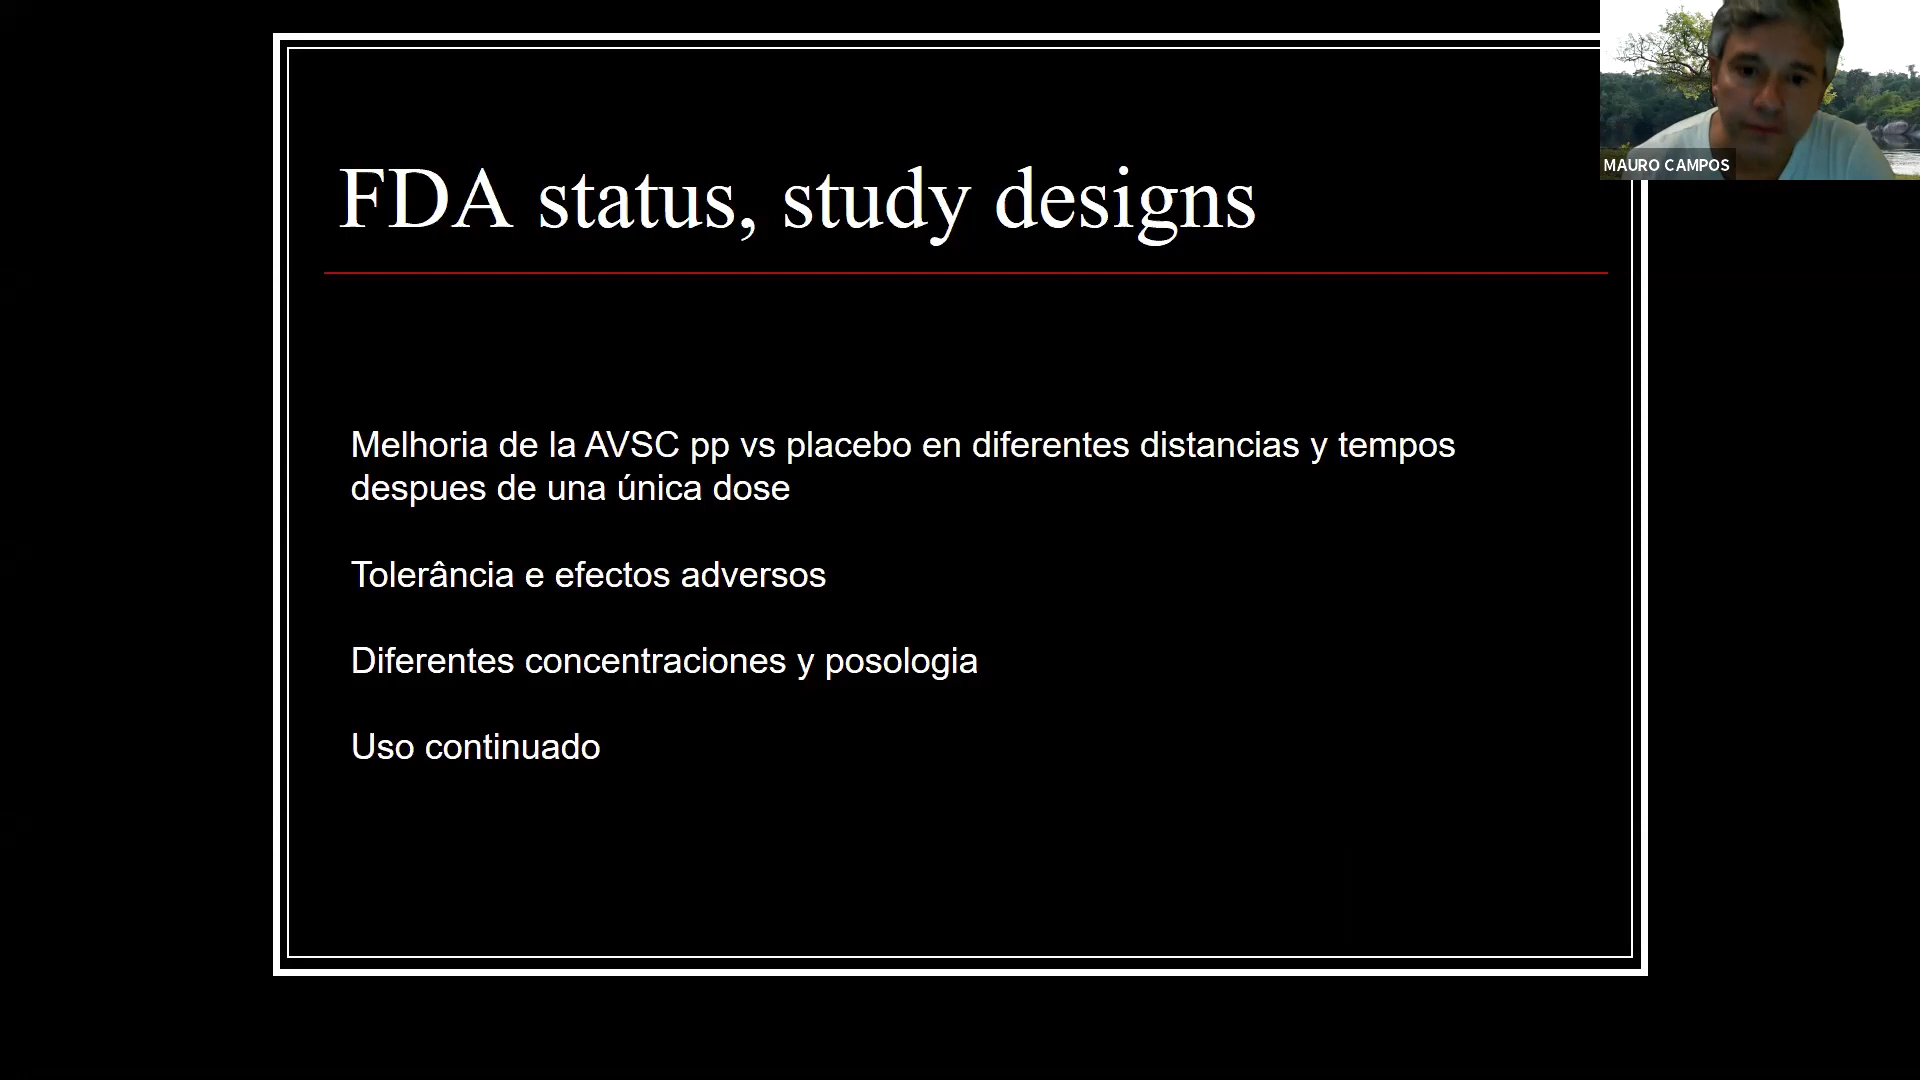 FDA status, study designs
MAURO CAMPOS
Melhoria de la AVSC pp vs placebo en diferentes distancias y tempos
despues de una única dose
Tolerância e efectos adversos
Diferentes concentraciones y posologia
Uso continuado